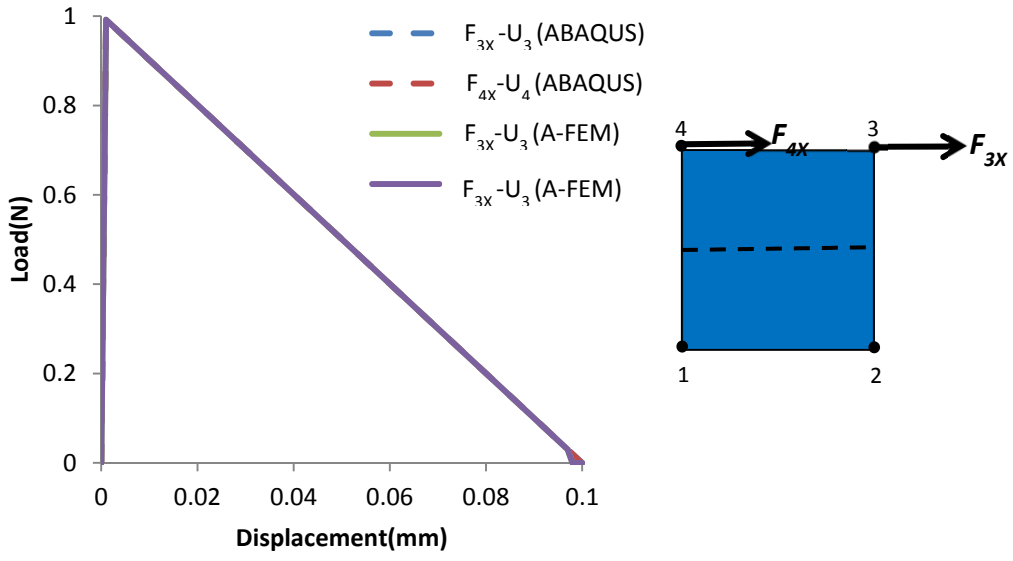 1
0.8
0.6
0.4
0.2
0
0
0.02
0.04
0.06
0.08
0.1
Load(N)
Displacement(mm)
F3X-U3 (ABAQUS)
F4X-U4 (ABAQUS)
F3X-U3 (A-FEM)
F3X-U3 (A-FEM)
4
3
F4X
F3X
1
2